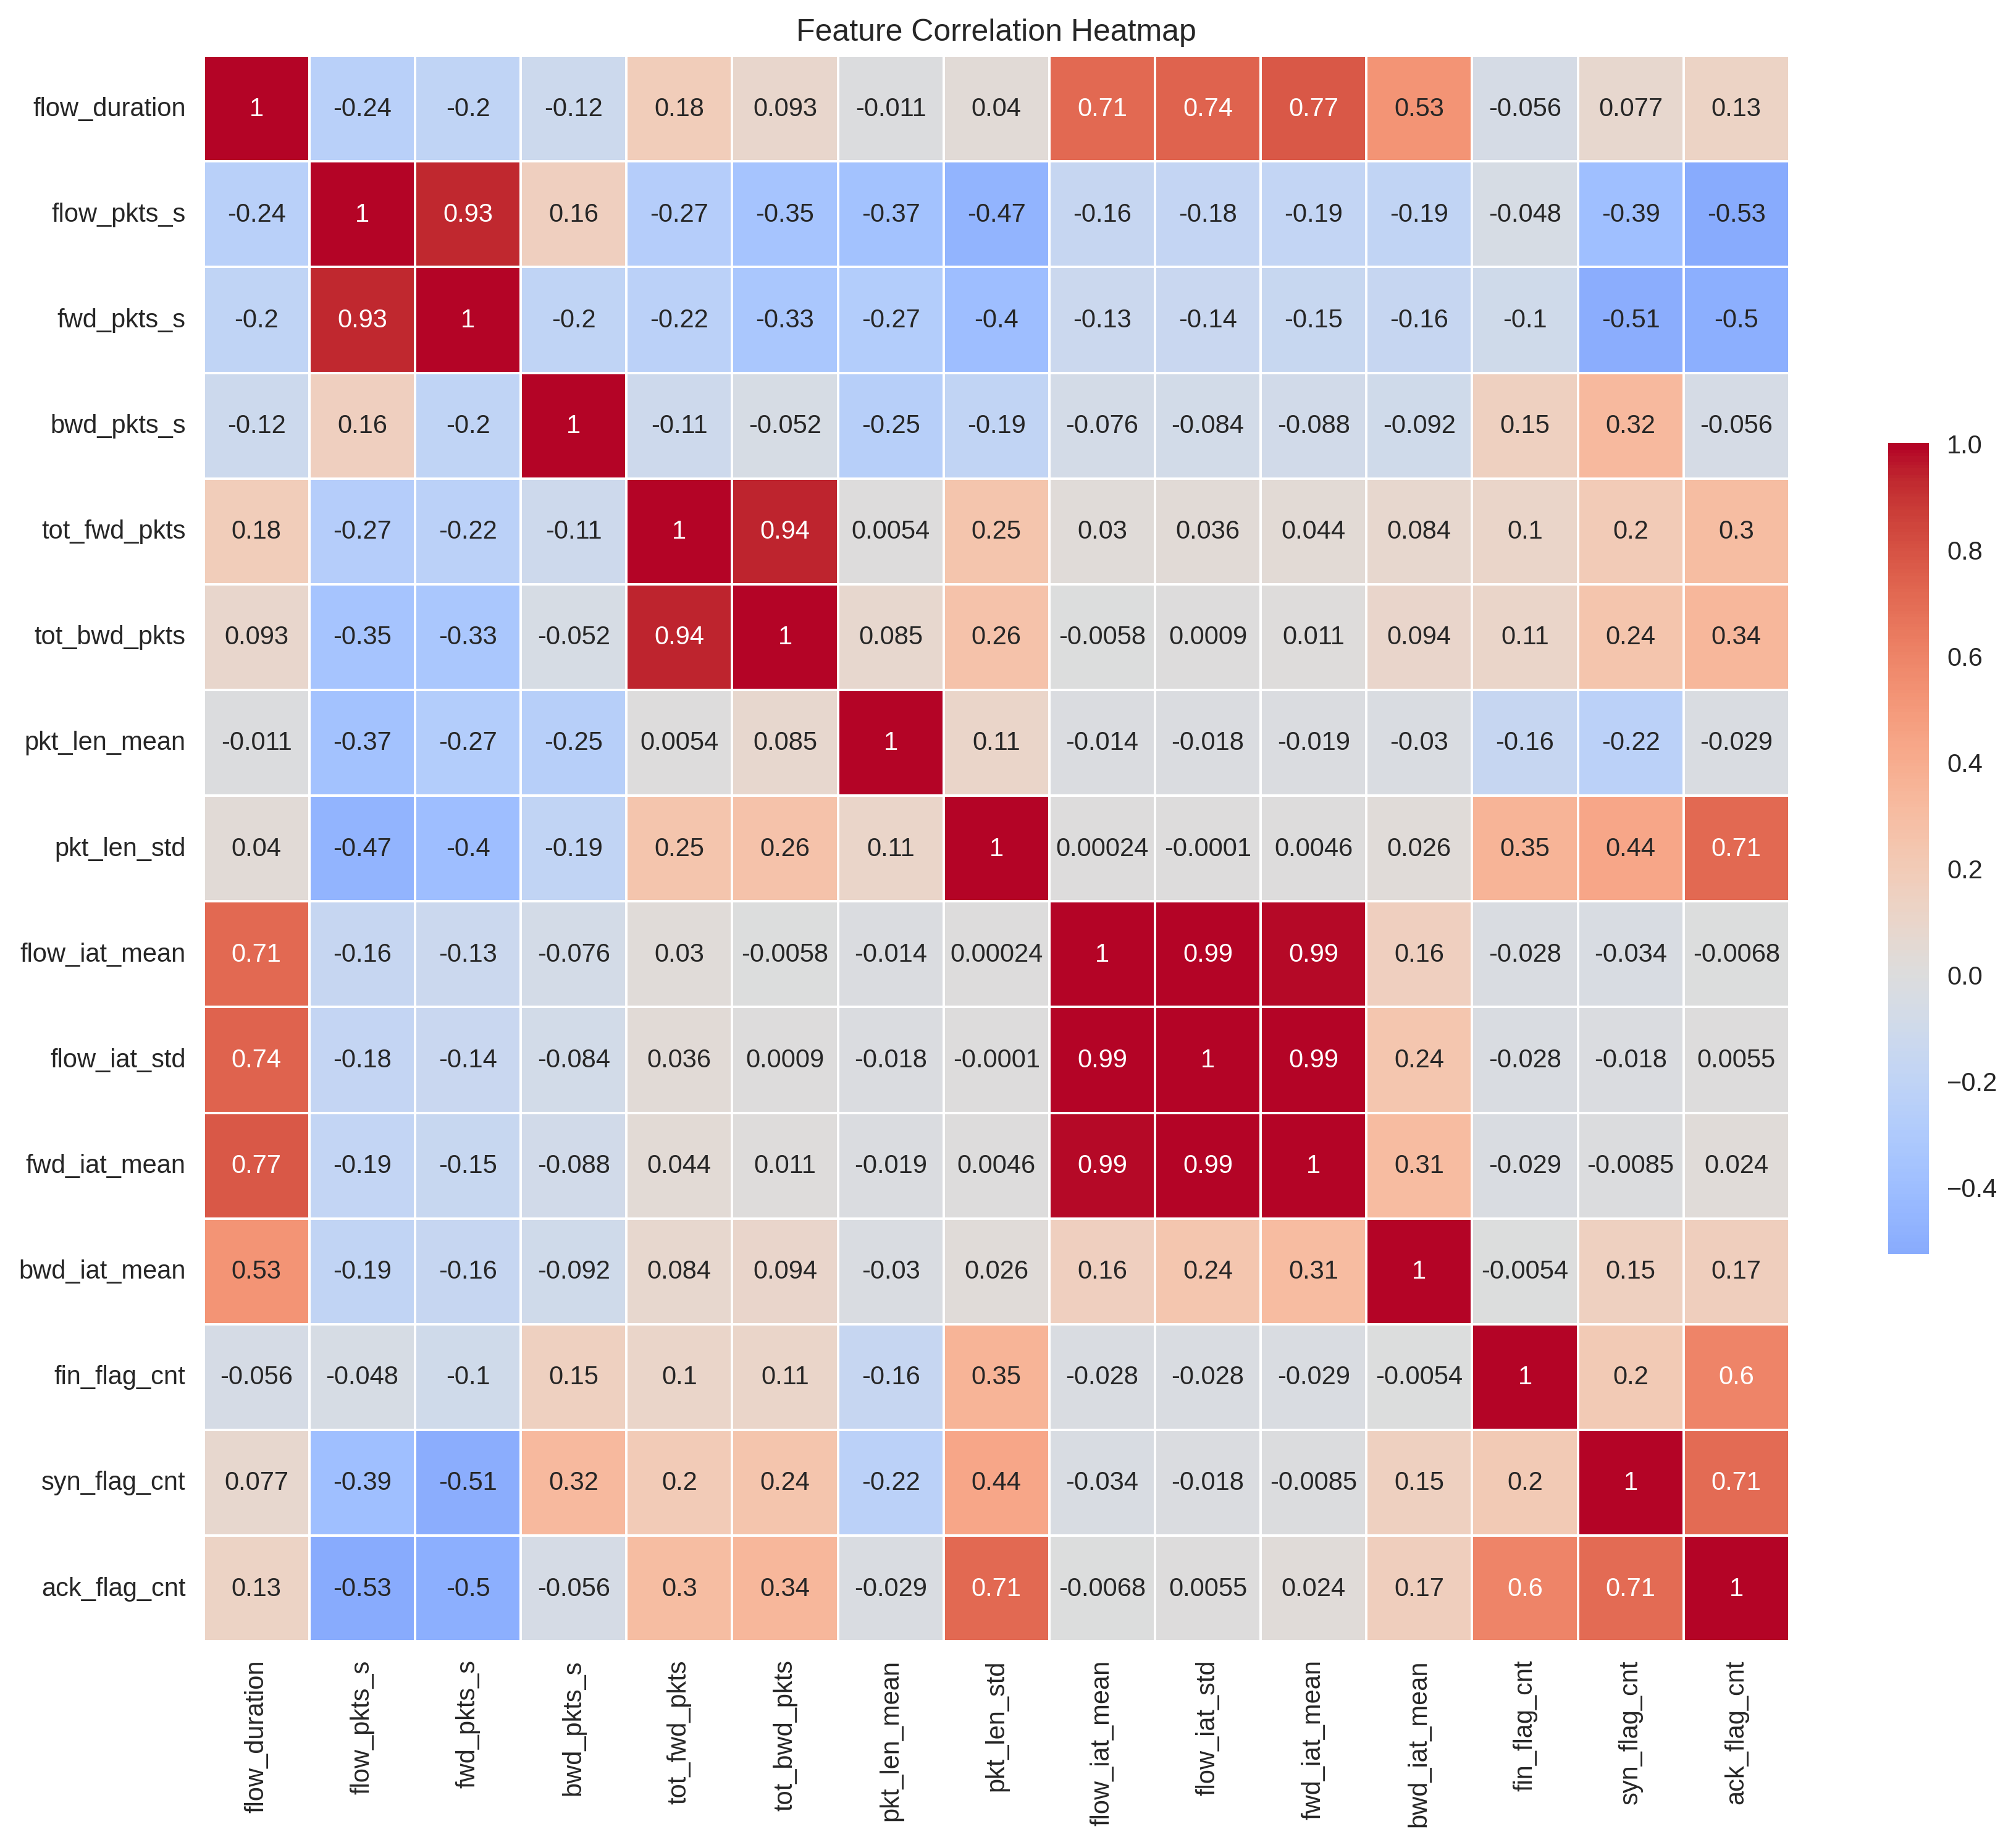 Feature Correlation Heatmap
flow_duration 1 -0.24 -0.2 -0.12 0.18 0.093 -0.011 0.04 0.71 0.74 0.77 0.53 -0.056 0.077 0.13
flow_pkts_s -0.24 1 0.93 0.16 -0.27 -0.35 -0.37 -0.47 -0.16 -0.18 -0.19 -0.19 -0.048 -0.39 -0.53
fwd_pkts_s -0.2 0.93 1 -0.2 -0.22 -0.33 -0.27 -0.4 -0.13 -0.14 -0.15 -0.16 -0.1 -0.51 -0.5
bwd_pkts_s -0.12 0.16 -0.2 1 -0.11 -0.052 -0.25 -0.19 -0.076 -0.084 -0.088 -0.092 0.15 0.32 -0.056
tot_fwd_pkts 0.18 -0.27 -0.22 -0.11 1 0.94 0.0054 0.25 0.03 0.036 0.044 0.084 0.1 0.2 0.3
tot_bwd_pkts 0.093 -0.35 -0.33 -0.052 0.94 1 0.085 0.26 -0.0058 0.0009 0.011 0.094 0.11 0.24 0.34
pkt_len_mean -0.011 -0.37 -0.27 -0.25 0.0054 0.085 1 0.11 -0.014 -0.018 -0.019 -0.03 -0.16 -0.22 -0.029
pkt_len_std 0.04 -0.47 -0.4 -0.19 0.25 0.26 0.11 1 0.00024 -0.0001 0.0046 0.026 0.35 0.44 0.71
flow_iat_mean 0.71 -0.16 -0.13 -0.076 0.03 -0.0058 -0.014 0.00024 1 0.99 0.99 0.16 -0.028 -0.034 -0.0068
flow_iat_std 0.74 -0.18 -0.14 -0.084 0.036 0.0009 -0.018 -0.0001 0.99 1 0.99 0.24 -0.028 -0.018 0.0055
fwd_iat_mean 0.77 -0.19 -0.15 -0.088 0.044 0.011 -0.019 0.0046 0.99 0.99 1 0.31 -0.029 -0.0085 0.024
bwd_iat_mean 0.53 -0.19 -0.16 -0.092 0.084 0.094 -0.03 0.026 0.16 0.24 0.31 1 -0.0054 0.15 0.17
fin_flag_cnt -0.056 -0.048 -0.1 0.15 0.1 0.11 -0.16 0.35 -0.028 -0.028 -0.029 -0.0054 1 0.2 0.6
syn_flag_cnt 0.077 -0.39 -0.51 0.32 0.2 0.24 -0.22 0.44 -0.034 -0.018 -0.0085 0.15 0.2 1 0.71
ack_flag_cnt 0.13 -0.53 -0.5 -0.056 0.3 0.34 -0.029 0.71 -0.0068 0.0055 0.024 0.17 0.6 0.71 1
flow_duration
flow_pkts_s
fwd_pkts_s
bwd_pkts_s
tot_fwd_pkts
tot_bwd_pkts
pkt_len_mean
pkt_len_std
flow_iat_mean
flow_iat_std
fwd_iat_mean
bwd_iat_mean
fin_flag_cnt
syn_flag_cnt
ack_flag_cnt
1.0
0.8
0.6
0.4
0.2
0.0
−0.2
−0.4